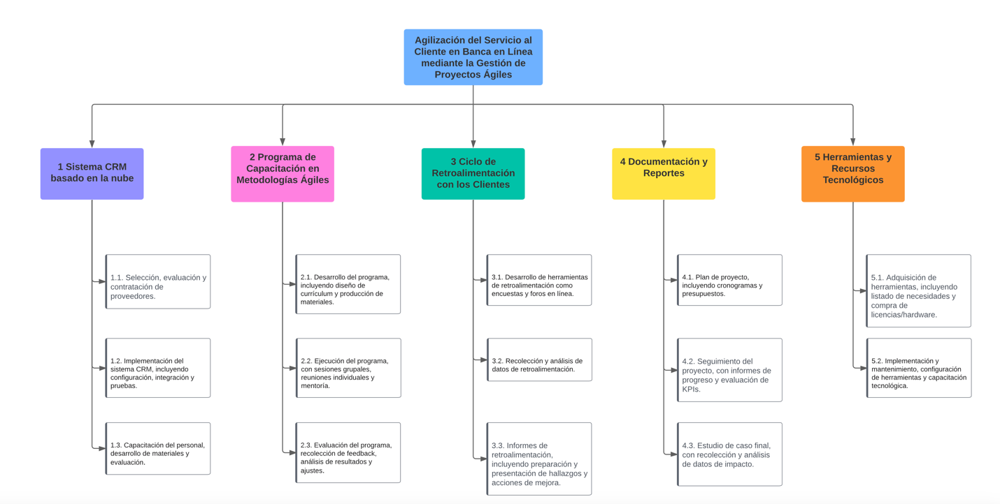 Agilización del Servicio al
Cliente en Banca en Línea
mediante la Gestión de
Proyectos Ágiles
1 Sistema CRM
basado en la nube
2 Programa de
Capacitación en
Metodologías Ágiles
3 Ciclo de
Retroalimentación
con los Clientes
4 Documentación y
Reportes
5 Herramientas y
Recursos
Tecnológicos
1.1. Selección, evaluación y
contratación de
proveedores.
1.2. Implementación del
sistema CRM, incluyendo
configuración, integración y
pruebas.
1.3. Capacitación del personal,
desarrollo de materiales y
evaluación.
2.1. Desarrollo del programa,
incluyendo diseño de
currículum y producción de
materiales.
2.2. Ejecución del programa,
con sesiones grupales,
reuniones individuales y
mentoría.
2.3. Evaluación del programa,
recolección de feedback,
análisis de resultados y
ajustes.
3.1. Desarrollo de herramientas
de retroalimentación como
encuestas y foros en línea.
3.2. Recolección y análisis de
datos de retroalimentación.
3.3. Informes de
retroalimentación,
incluyendo preparación y
presentación de hallazgos y
acciones de mejora.
4.1. Plan de proyecto,
incluyendo cronogramas y
presupuestos.
4.2. Seguimiento del
proyecto, con informes de
progreso y evaluación de
KPIs.
4.3. Estudio de caso final,
con recolección y análisis
de datos de impacto.
5.1. Adquisición de
herramientas, incluyendo
listado de necesidades y
compra de
licencias/hardware.
5.2. Implementación y
mantenimiento, configuración
de herramientas y capacitación
tecnológica.